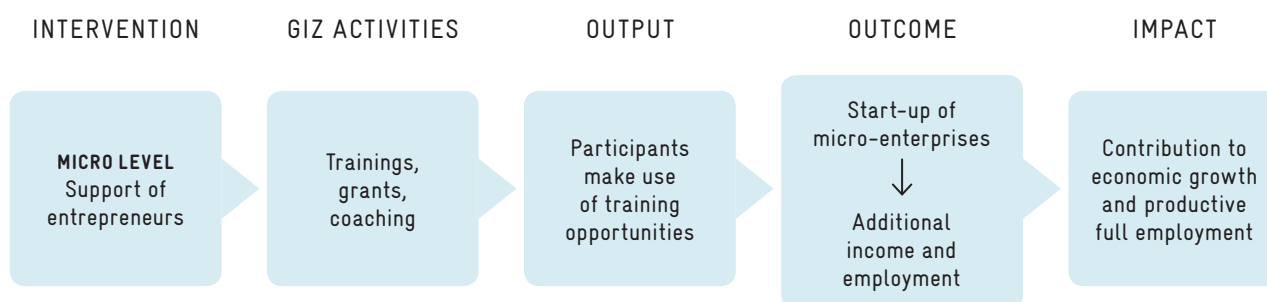 INTERVENTION
GIZ ACTIVITIES
OUTPUT
OUTCOME
IMPACT
MICRO LEVEL
Support of
entrepreneurs
Trainings,
grants,
coaching
Participants
make use
of training
opportunities
Start-up of
micro-enterprises
Additional
income and
employment
Contribution to
economic growth
and productive
full employment